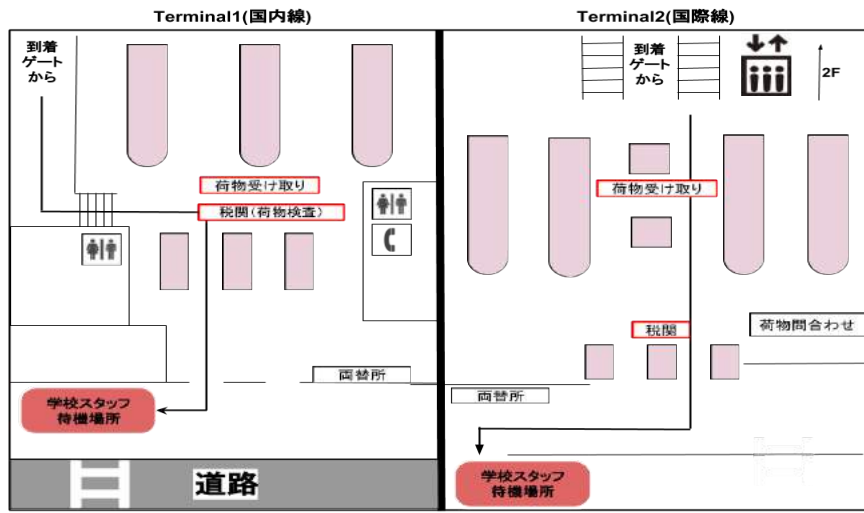 Terminal1(国内線)
到着
ゲート
から
荷物受け取り
税関(荷物検査)
両替所
学校スタッフ
待機場所
道路
Terminal2(国際線)
到着
ゲート
から
2F
荷物受け取り
税関
荷物問合わせ
両替所
学校スタッフ
待機場所